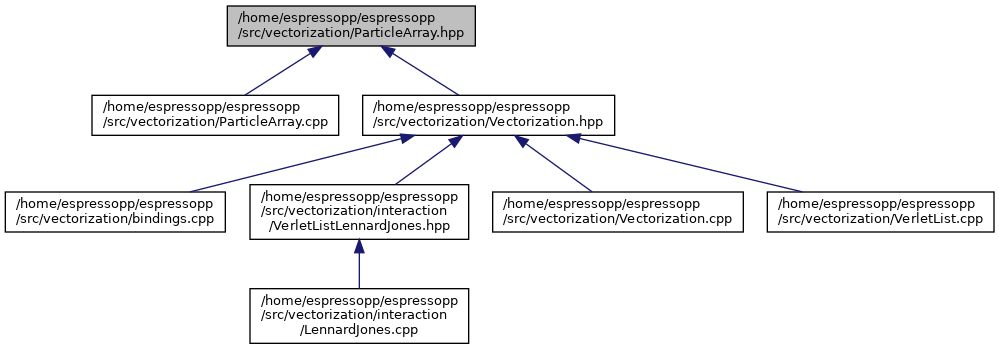 /home/espressopp/espressopp
/src/vectorization/ParticleArray.hpp
/home/espressopp/espressopp
/src/vectorization/ParticleArray.cpp
/home/espressopp/espressopp
/src/vectorization/Vectorization.hpp
/home/espressopp/espressopp
/src/vectorization/bindings.cpp
/home/espressopp/espressopp
/src/vectorization/interaction
/VerletListLennardJones.hpp
/home/espressopp/espressopp
/src/vectorization/Vectorization.cpp
/home/espressopp/espressopp
/src/vectorization/VerletList.cpp
/home/espressopp/espressopp
/src/vectorization/interaction
/LennardJones.cpp